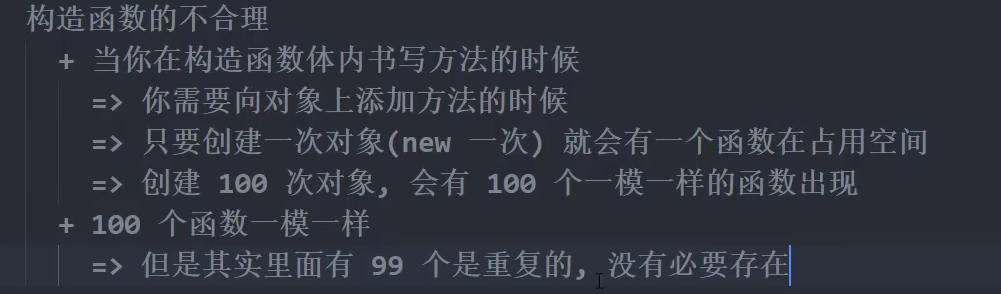 构造函数的不合理
+ 当你在构造函数体内书写方法的时候
=> 你需要向对象上添加方法的时候
=> 只要创建一次对象(new 一次) 就会有一个函数在占用空间
=> 创建 100 次对象, 会有 100 个一模一样的函数出现
+ 100 个函数一模一样
=> 但是其实里面有 99 个是重复的, 没有必要存在